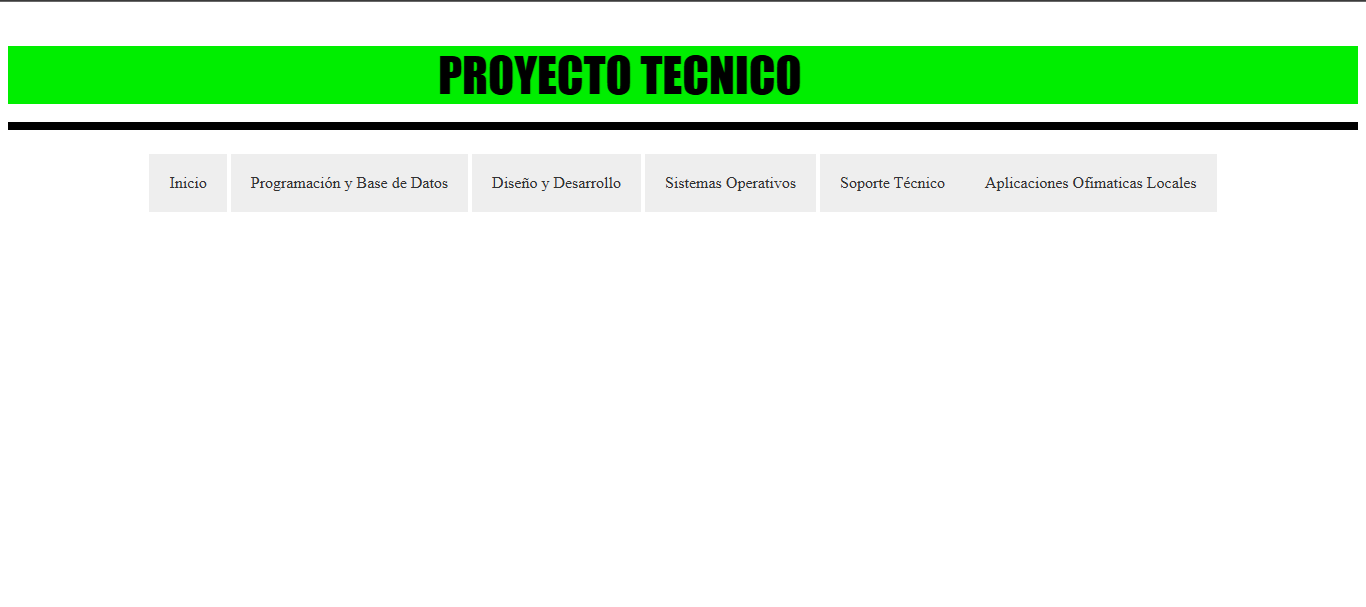 PROYECTO TECNICO
Inicio Programación y Base de Datos Diseño y Desarrollo Sistemas Operativos Soporte Técnico Aplicaciones Ofimaticas Locales